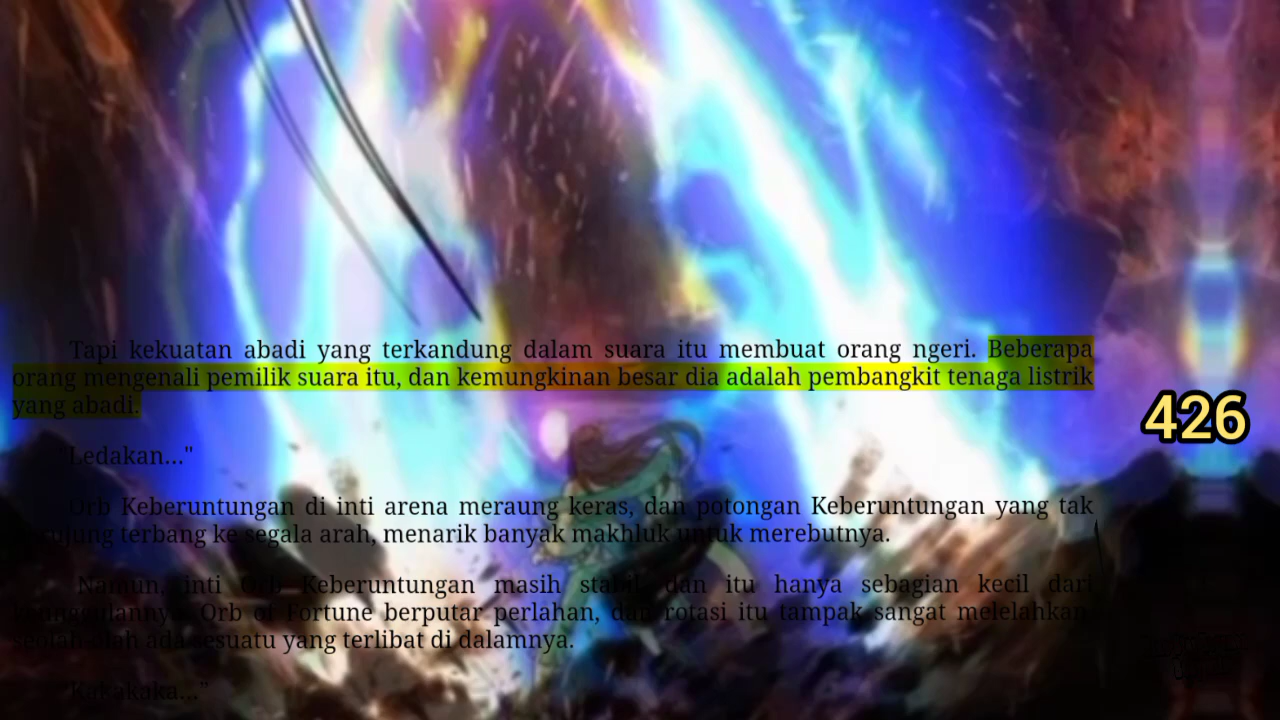 Tapi kekuatan abadi yang terkandung dalam suara itu membuat orang ngeri. Beberapa
orang mengenali pemilik suara itu, dan kemungkinan besar dia adalah pembangkit tenaga listrik
yang abadi.
"Ledakan..."
Orb Keberuntungan di inti arena meraung keras, dan potongan Keberuntungan yang tak
terbang ke segala arah, menarik banyak makhluk untuk merebutnya.
Namun, inti Orb Keberuntungan masih stabil, dan itu hanya sebagian kecil dari
Orb of Fortune berputar perlahan, dan rotasi itu tampak sangat melelahkan,
seolah-olah ada sesuatu yang terlibat di dalamnya.
"Kakakaka..."
426